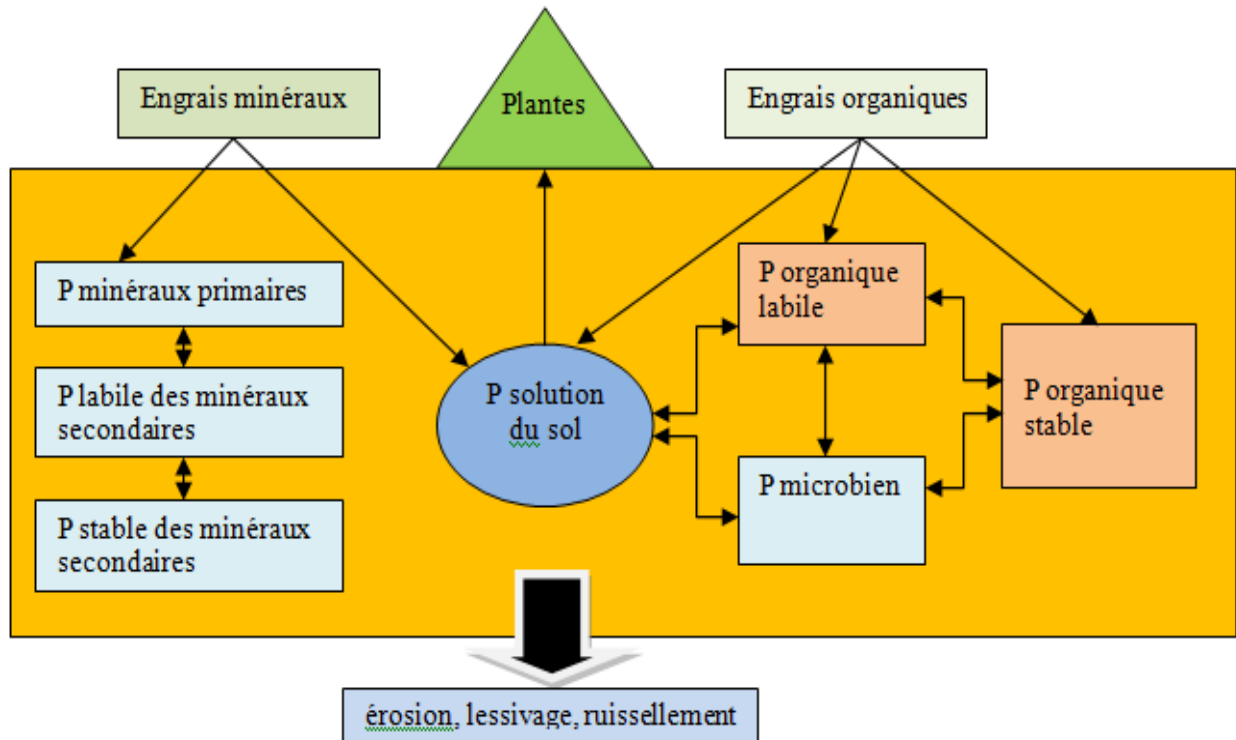 Engrais minéraux
Plantes
Engrais organiques
P minéraux primaires
P labile des minéraux
secondaires
P stable des minéraux
secondaires
P solution
du sol
P organique
labile
P microbien
P organique
stable
érosion, lessivage, ruissellement